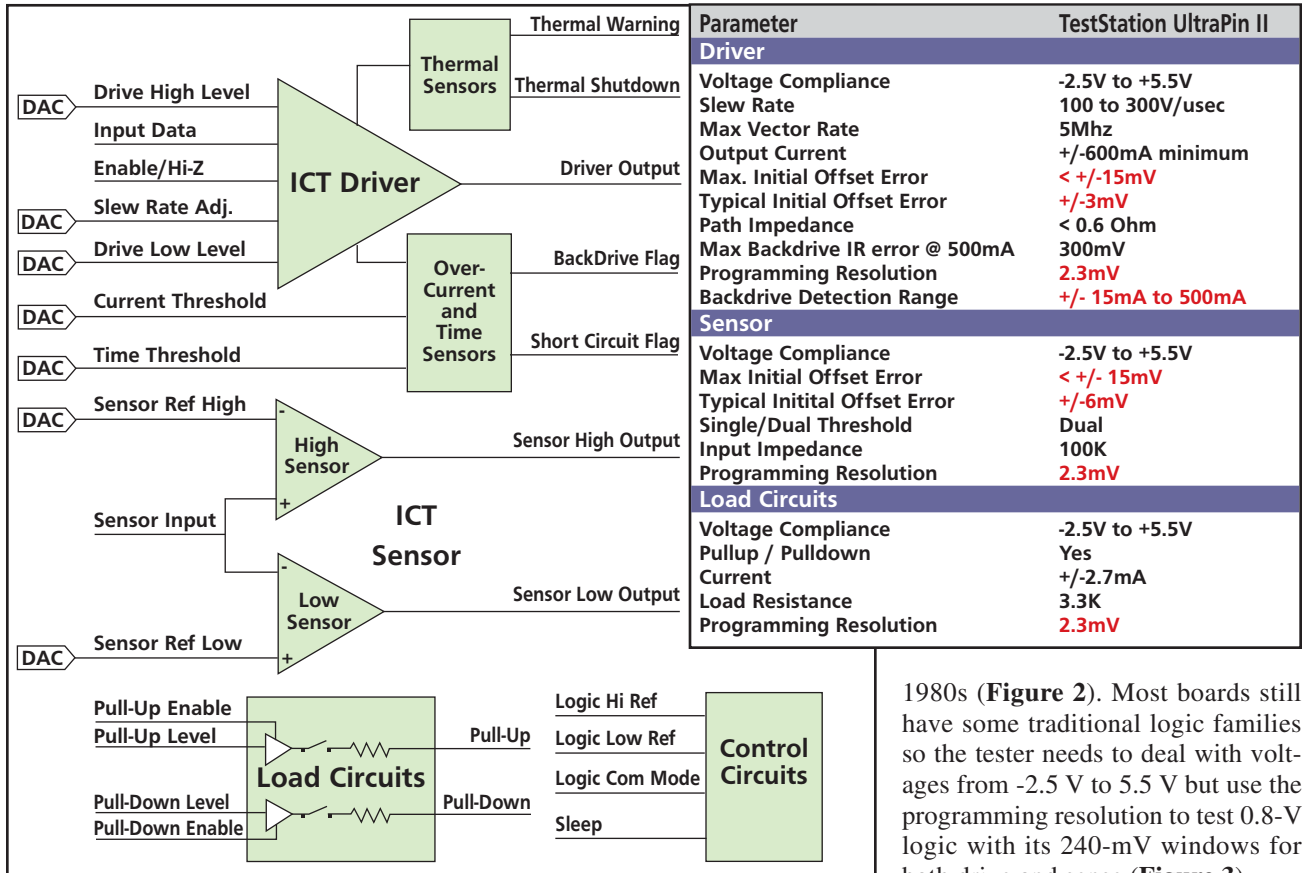 Thermal Warning
Thermal Sensors
Thermal Shutdown
DAC Drive High Level
Input Data
Enable/Hi-Z
ICT Driver
Driver Output
DAC Slew Rate Adj.
DAC Drive Low Level
Over-
Current
and
Time
Sensors
BackDrive Flag
DAC Current Threshold
Short Circuit Flag
DAC Time Threshold
DAC Sensor Ref High
-
High
Sensor
+
Sensor High Output
Sensor Input
ICT
Sensor
-
Low
Sensor
+
Sensor Low Output
DAC Sensor Ref Low
Pull-Up Enable
Pull-Up Level
Pull-Up
Load Circuits
Pull-Down Level
Pull-Down Enable
Pull-Down
Logic Hi Ref
Logic Low Ref
Logic Com Mode
Sleep
Control
Circuits
Parameter TestStation UltraPin II
Driver
Voltage Compliance -2.5V to +5.5V
Slew Rate 100 to 300V/usec
Max Vector Rate 5Mhz
Output Current +/-600mA minimum
Max. Initial Offset Error < +/-15mV
Typical Initial Offset Error +/-3mV
Path Impedance < 0.6 Ohm
Max Backdrive IR error @ 500mA 300mV
Programming Resolution 2.3mV
Backdrive Detection Range +/- 15mA to 500mA
Sensor
Voltage Compliance -2.5V to +5.5V
Max Initial Offset Error < +/- 15mV
Typical Initital Offset Error +/-6mV
Single/Dual Threshold Dual
Input Impedance 100K
Programming Resolution 2.3mV
Load Circuits
Voltage Compliance -2.5V to +5.5V
Pullup / Pulldown Yes
Current +/-2.7mA
Load Resistance 3.3K
Programming Resolution 2.3mV
1980s (Figure 2). Most boards still
have some traditional logic families
so the tester needs to deal with volt-
ages from -2.5 V to 5.5 V but use the
programming resolution to test 0.8-V
logic with its 240-mV windows for
both drive and sense (Figure 3).